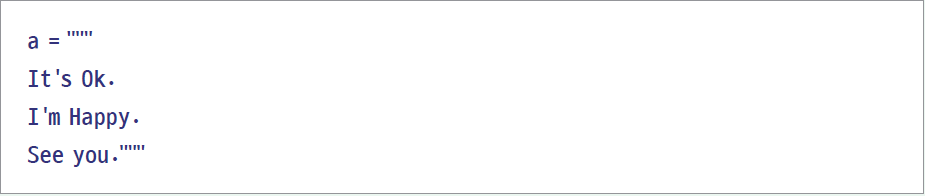 a = """
It's Ok.
I'm Happy.
See you."""